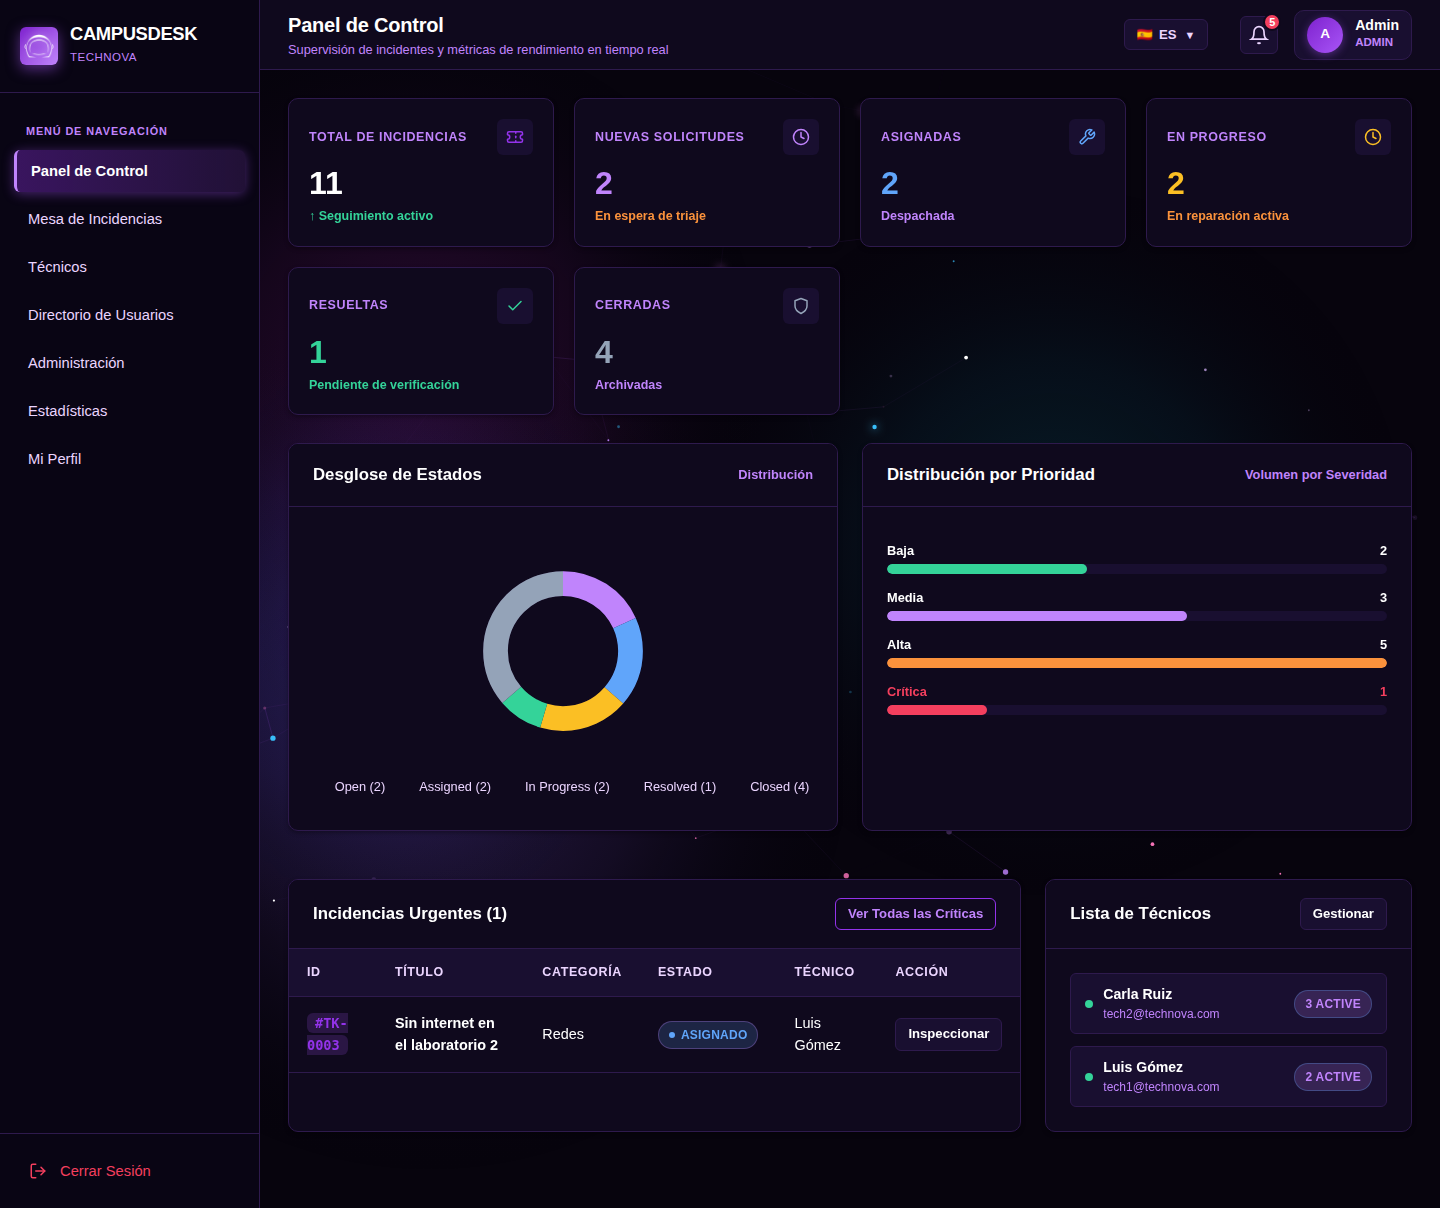 CAMPUSDESK
TECHNOVA
MENÚ DE NAVEGACIÓN
Panel de Control
Mesa de Incidencias
Técnicos
Directorio de Usuarios
Administración
Estadísticas
Mi Perfil
Cerrar Sesión
Panel de Control
Supervisión de incidentes y métricas de rendimiento en tiempo real
ES ▼
5
A
Admin
ADMIN
TOTAL DE INCIDENCIAS
11
↑ Seguimiento activo
NUEVAS SOLICITUDES
2
En espera de triaje
ASIGNADAS
2
Despachada
EN PROGRESO
2
En reparación activa
RESUELTAS
1
Pendiente de verificación
CERRADAS
4
Archivadas
Desglose de Estados
Distribución
Open (2) Assigned (2) In Progress (2) Resolved (1) Closed (4)
Distribución por Prioridad
Volumen por Severidad
Baja 2
Media 3
Alta 5
Crítica 1
Incidencias Urgentes (1)
Ver Todas las Críticas
ID TÍTULO CATEGORÍA ESTADO TÉCNICO ACCIÓN
#TK-
0003
Sin internet en
el laboratorio 2
Redes
ASIGNADO
Luis
Gómez
Inspeccionar
Lista de Técnicos
Gestionar
Carla Ruiz
tech2@technova.com
3 ACTIVE
Luis Gómez
tech1@technova.com
2 ACTIVE